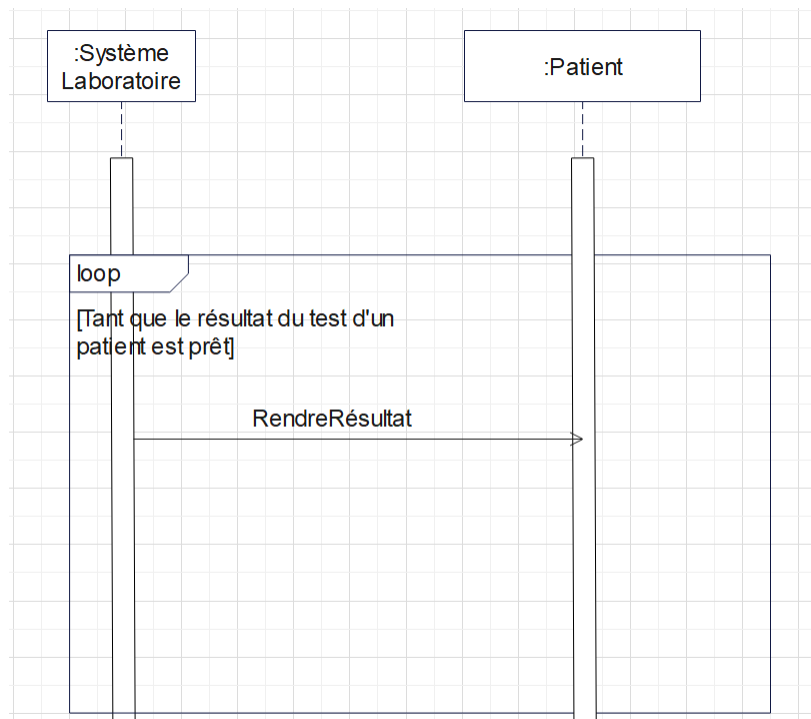 :Système
Laboratoire
:Patient
loop
[Tant que le résultat du test d'un
patient est prêt]
RendreRésultat